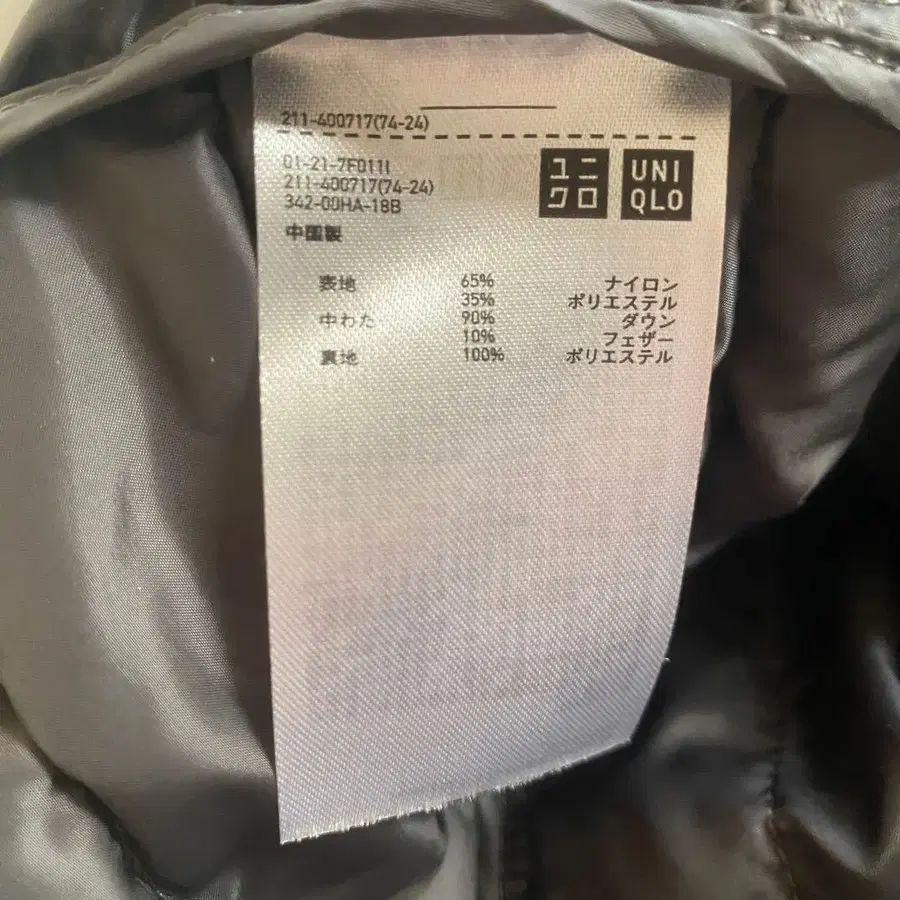 211-400717(74-24)
01-21-7F011I
211-400717(74-24)
342-00HA-18B
中国製
ユニ
クロ
UNI
QLO
表地 65% ナイロン
35% ポリエステル
中わた 90% ダウン
10% フェザー
裏地 100% ポリエステル